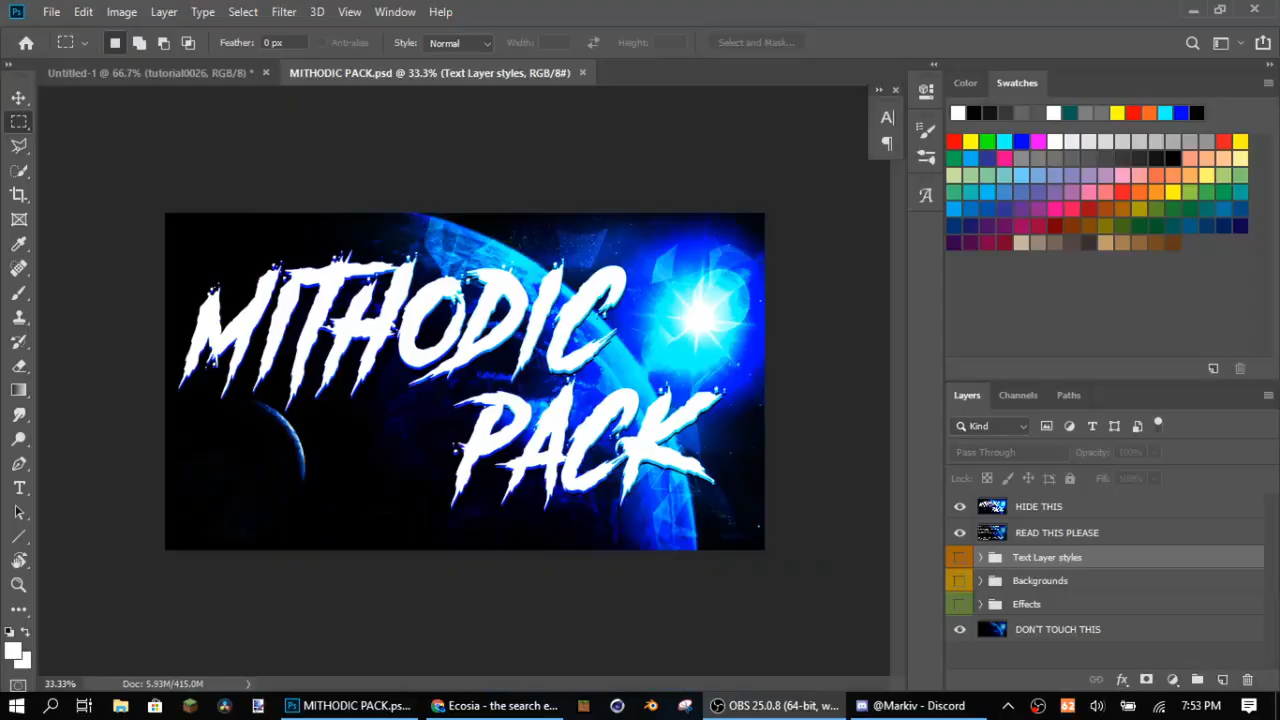 Ps File Edit Image Layer Type Select Filter 3D View Window Help
Feather: 0 px Anti-alias Style: Normal Width: Height: Select and Mask...
Untitled-1 @ 66.7% (tutorial0026, RGB/8) * × MITHODIC PACK.psd @ 33.3% (Text Layer styles, RGB/8#) ×
Color Swatches
MITHODIC
PACK
Layers Channels Paths
Kind
Pass Through Opacity: 100%
Lock: Fill: 100%
HIDE THIS
READ THIS PLEASE
Text Layer styles
Backgrounds
Effects
DON'T TOUCH THIS
33.33% Doc: 5.93M/415.0M
MITHODIC PACK.ps... Ecosia - the search e... OBS 25.0.8 (64-bit, w... @Markiv - Discord 62 7:53 PM